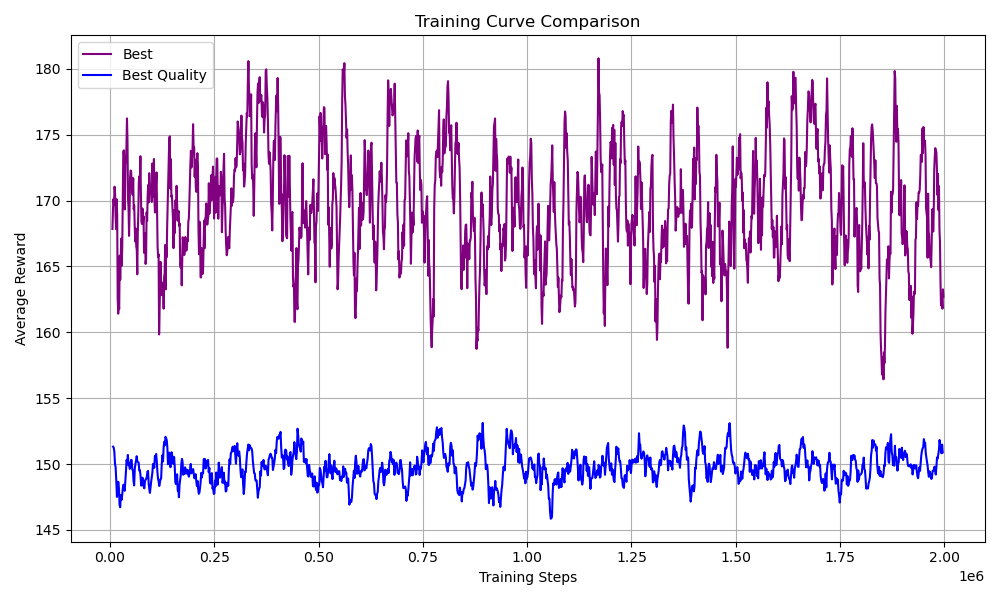 Training Curve Comparison
Best
Best Quality
Average Reward
180
175
170
165
160
155
150
145
0.00 0.25 0.50 0.75 1.00 1.25 1.50 1.75 2.00
1e6
Training Steps